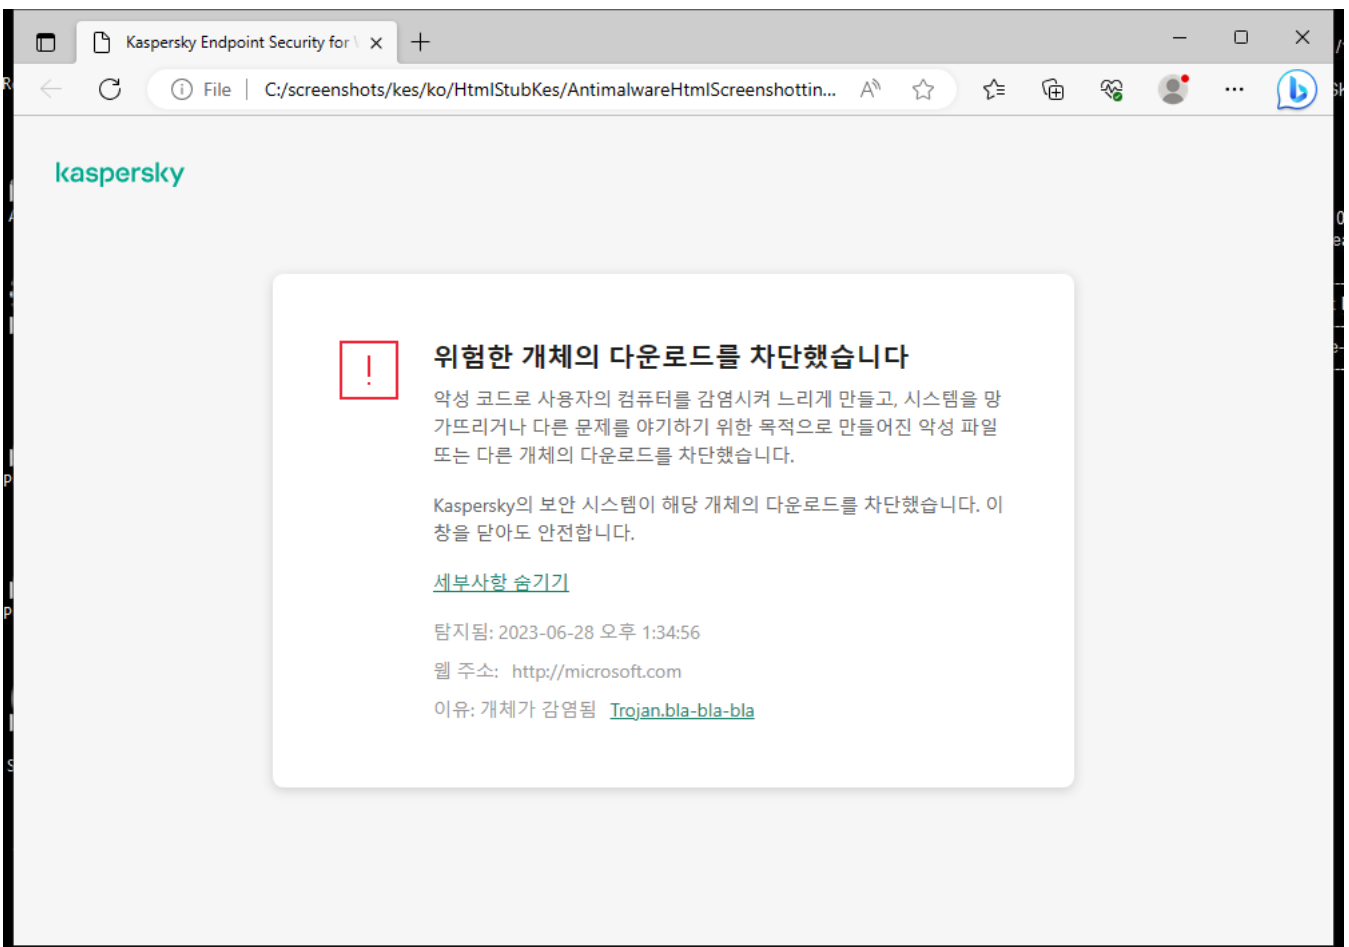 Kaspersky Endpoint Security for
File
C:/screenshots/kes/ko/HtmlStubKes/AntimalwareHtmlScreenshottin...
kaspersky
위험한 개체의 다운로드를 차단했습니다
악성 코드로 사용자의 컴퓨터를 감염시켜 느리게 만들고, 시스템을 망
가뜨리거나 다른 문제를 야기하기 위한 목적으로 만들어진 악성 파일
또는 다른 개체의 다운로드를 차단했습니다.
Kaspersky의 보안 시스템이 해당 개체의 다운로드를 차단했습니다. 이
창을 닫아도 안전합니다.
세부사항 숨기기
탐지됨: 2023-06-28 오후 1:34:56
웹 주소: http://microsoft.com
이유: 개체가 감염됨 Trojan.bla-bla-bla